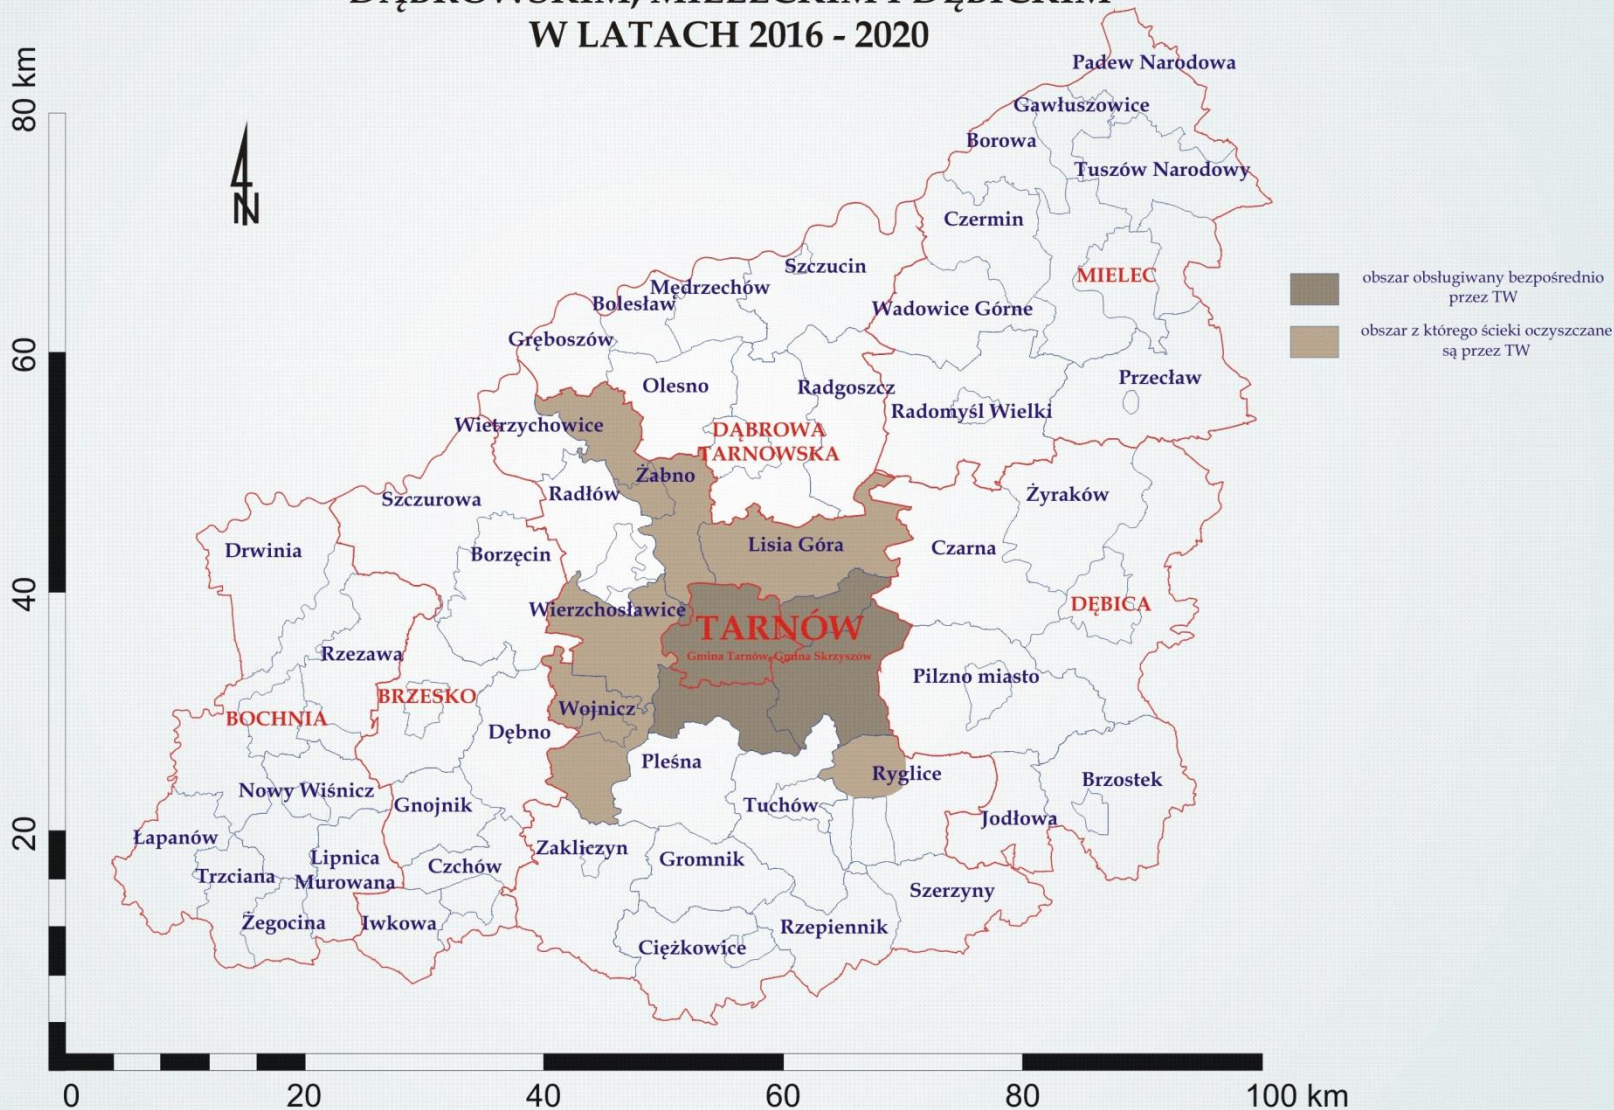 DĄBROWSKIM, MIELECKIM I DĘBICKIM
W LATACH 2016 - 2020
80 km
60
40
20
N
Padew Narodowa
Gawłuszowice
Borowa
Tuszów Narodowy
Czermin
Szczucin
MIELEC
Mędrzechów
Bolesław
Wadowice Górne
Gręboszów
Przecław
Olesno
Radgoszcz
Radomyśl Wielki
Wietrzychowice
DĄBROWA
TARNOWSKA
Żabno
Radłów
Szczurowa
Żyraków
Drwinia
Borzęcin
Lisia Góra
Czarna
Wierzchosławice
DĘBICA
TARNÓW
Gmina Tarnów, Gmina Skrzyszów
Rzezawa
Pilzno miasto
BRZESKO
BOCHNIA
Wojnicz
Dębno
Pleśna
Ryglice
Brzostek
Nowy Wiśnicz
Gnojnik
Tuchów
Jodłowa
Łapanów
Zakliczyn
Lipnica
Murowana
Gromnik
Czchów
Trzciana
Szerzyny
Żegocina
Iwkowa
Rzepiennik
Ciężkowice
obszar obsługiwany bezpośrednio
przez TW
obszar z którego ścieki oczyszczane
są przez TW
0
20
40
60
80
100 km